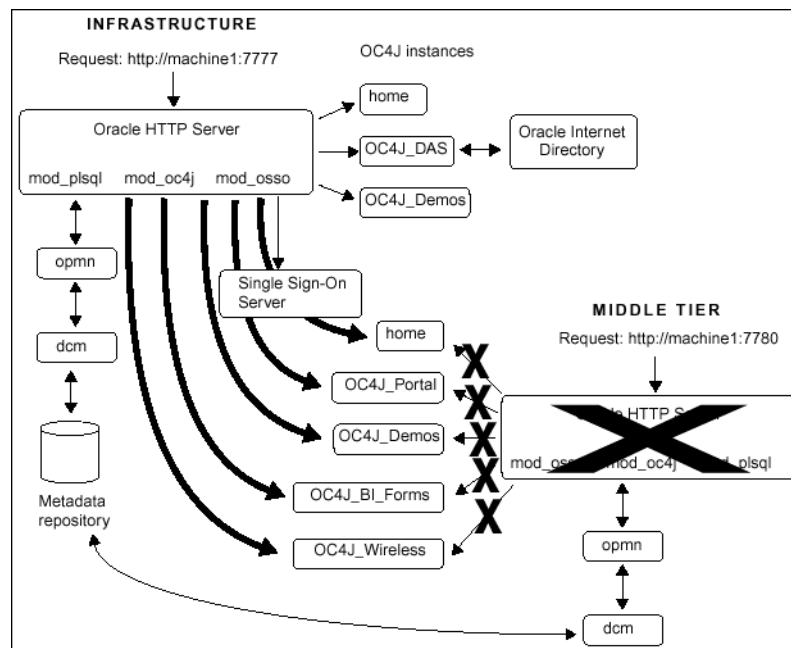 INFRASTRUCTURE
Request: http://machine1:7777
OC4J instances
home
Oracle HTTP Server
OC4J_DAS
Oracle Internet
Directory
mod_plsql mod_oc4j mod_osso
OC4J_Demos
opmn
Single Sign-On
Server
dcm
MIDDLE TIER
Request: http://machine1:7780
home
OC4J_Portal
HTTP
OC4J_Demos
mod_oc4j
Metadata
repository
OC4J_BI_Forms
OC4J_Wireless
opmn
dcm